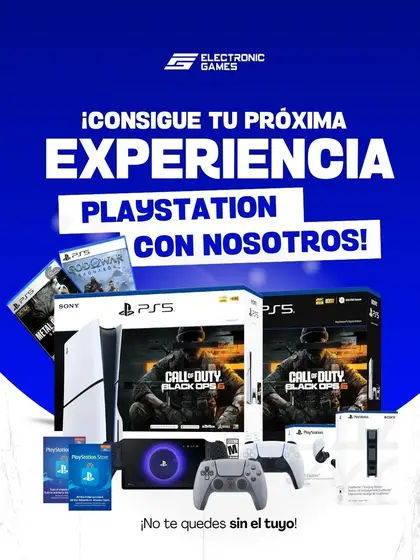 ELECTRONIC
GAMES
¡CONSIGUE TU PRÓXIMA
EXPERIENCIA
PLAYSTATION
CON NOSOTROS!
PS5
PS5
GOD OF WAR
RAGNARÖK
METAL
SONY
PS5
PS5
CALL OF DUTY
BLACK OPS 6
CALL OF DUTY
BLACK OPS 6
PlayStation
PlayStation Store
M
PlayStation
¡No te quedes sin el tuyo!